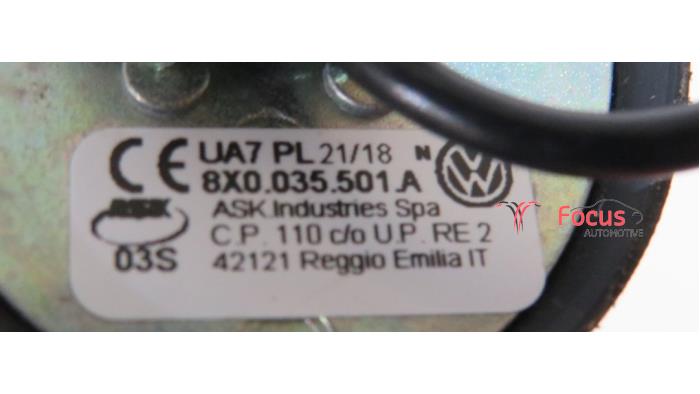 CE UA7 PL 21/18 N VW
8X0.035.501.A
ASK ASK Industries Spa
C.P. 110 c/o U.P. RE 2
03S 42121 Reggio Emilia IT
Focus
AUTOMOTIVE